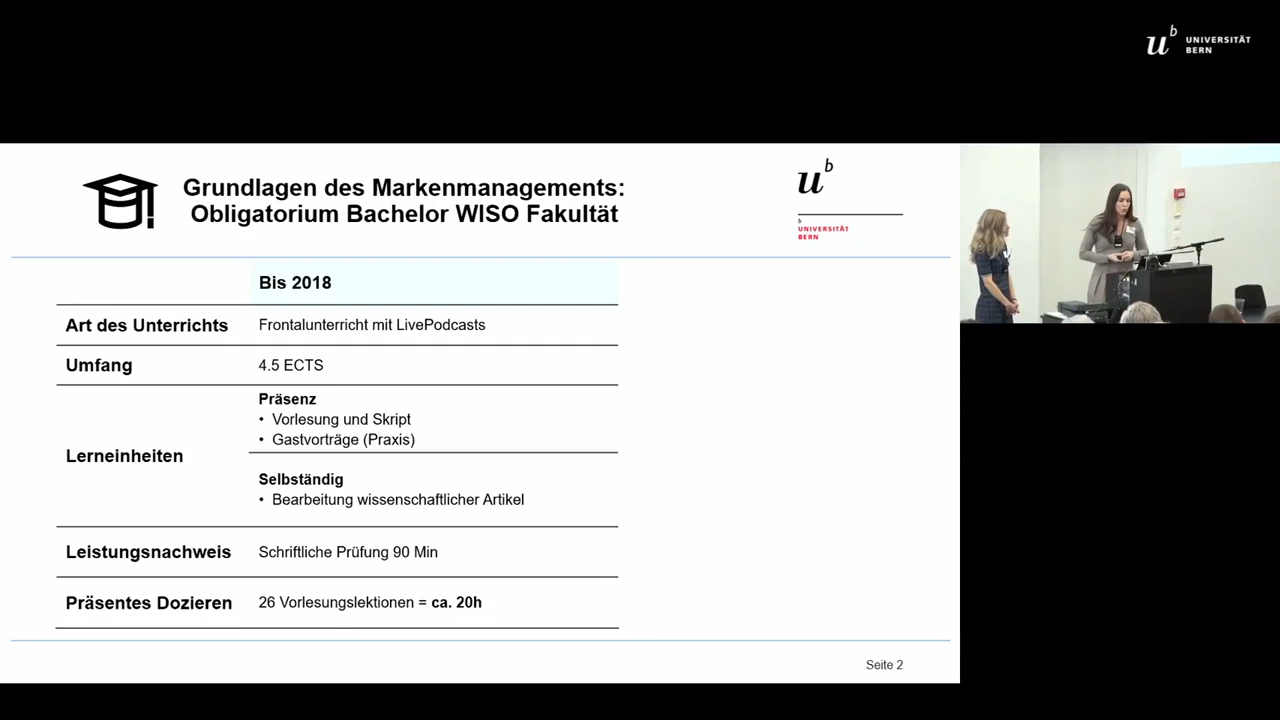 u^b UNIVERSITÄT
BERN
Grundlagen des Markenmanagements:
Obligatorium Bachelor WISO Fakultät
u^b
b
UNIVERSITÄT
BERN
Bis 2018
Art des Unterrichts Frontalunterricht mit LivePodcasts
Umfang 4.5 ECTS
Lerneinheiten
Präsenz
• Vorlesung und Skript
• Gastvorträge (Praxis)
Selbständig
• Bearbeitung wissenschaftlicher Artikel
Leistungsnachweis Schriftliche Prüfung 90 Min
Präsentes Dozieren 26 Vorlesungslektionen = ca. 20h
Seite 2